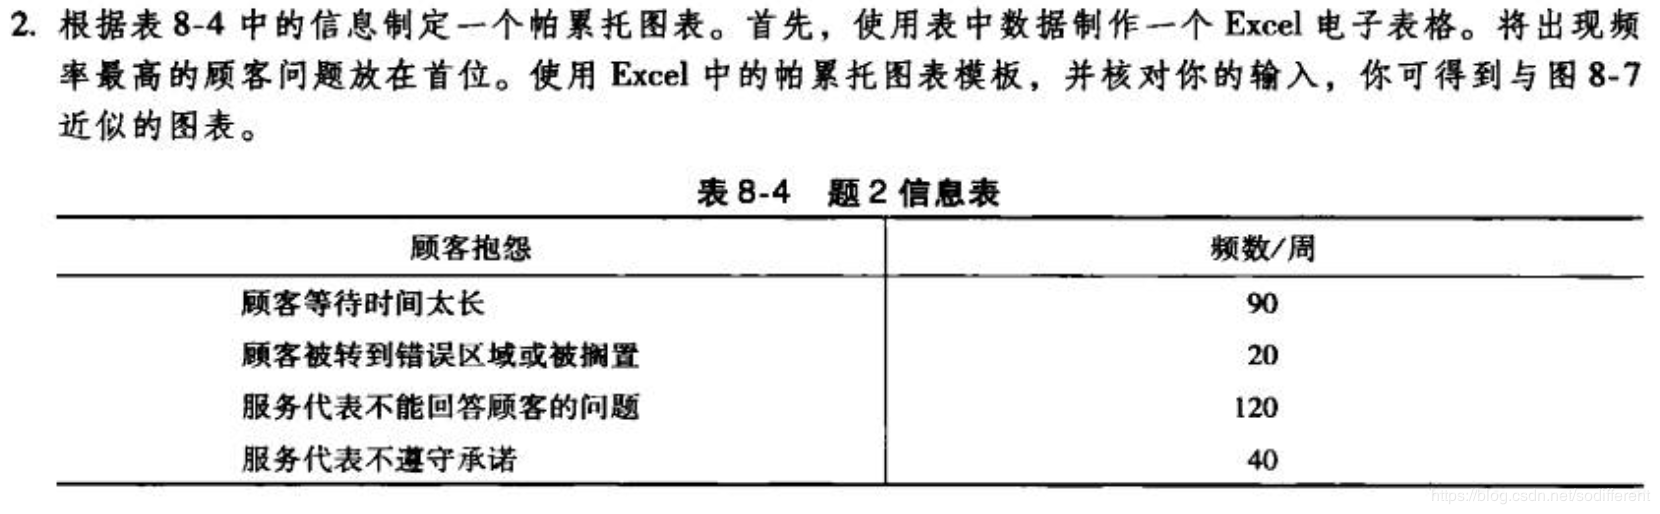 2. 根据表 8-4 中的信息制定一个帕累托图表。首先，使用表中数据制作一个 Excel 电子表格。将出现频
率最高的顾客问题放在首位。使用 Excel 中的帕累托图表模板，并核对你的输入，你可得到与图 8-7
近似的图表。
表 8-4 题 2 信息表
顾客抱怨 频数/周
顾客等待时间太长 90
顾客被转到错误区域或被搁置 20
服务代表不能回答顾客的问题 120
服务代表不遵守承诺 40
https://blog.csdn.net/sodifferent